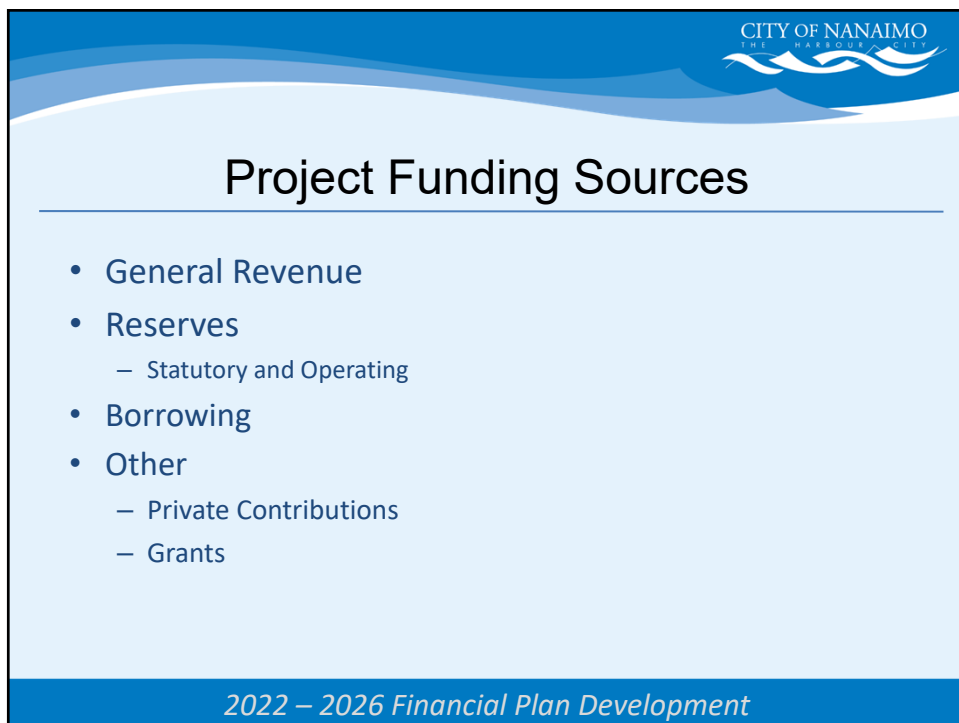 CITY OF NANAIMO
THE HARBOUR CITY
Project Funding Sources
• General Revenue
• Reserves
– Statutory and Operating
• Borrowing
• Other
– Private Contributions
– Grants
2022 – 2026 Financial Plan Development